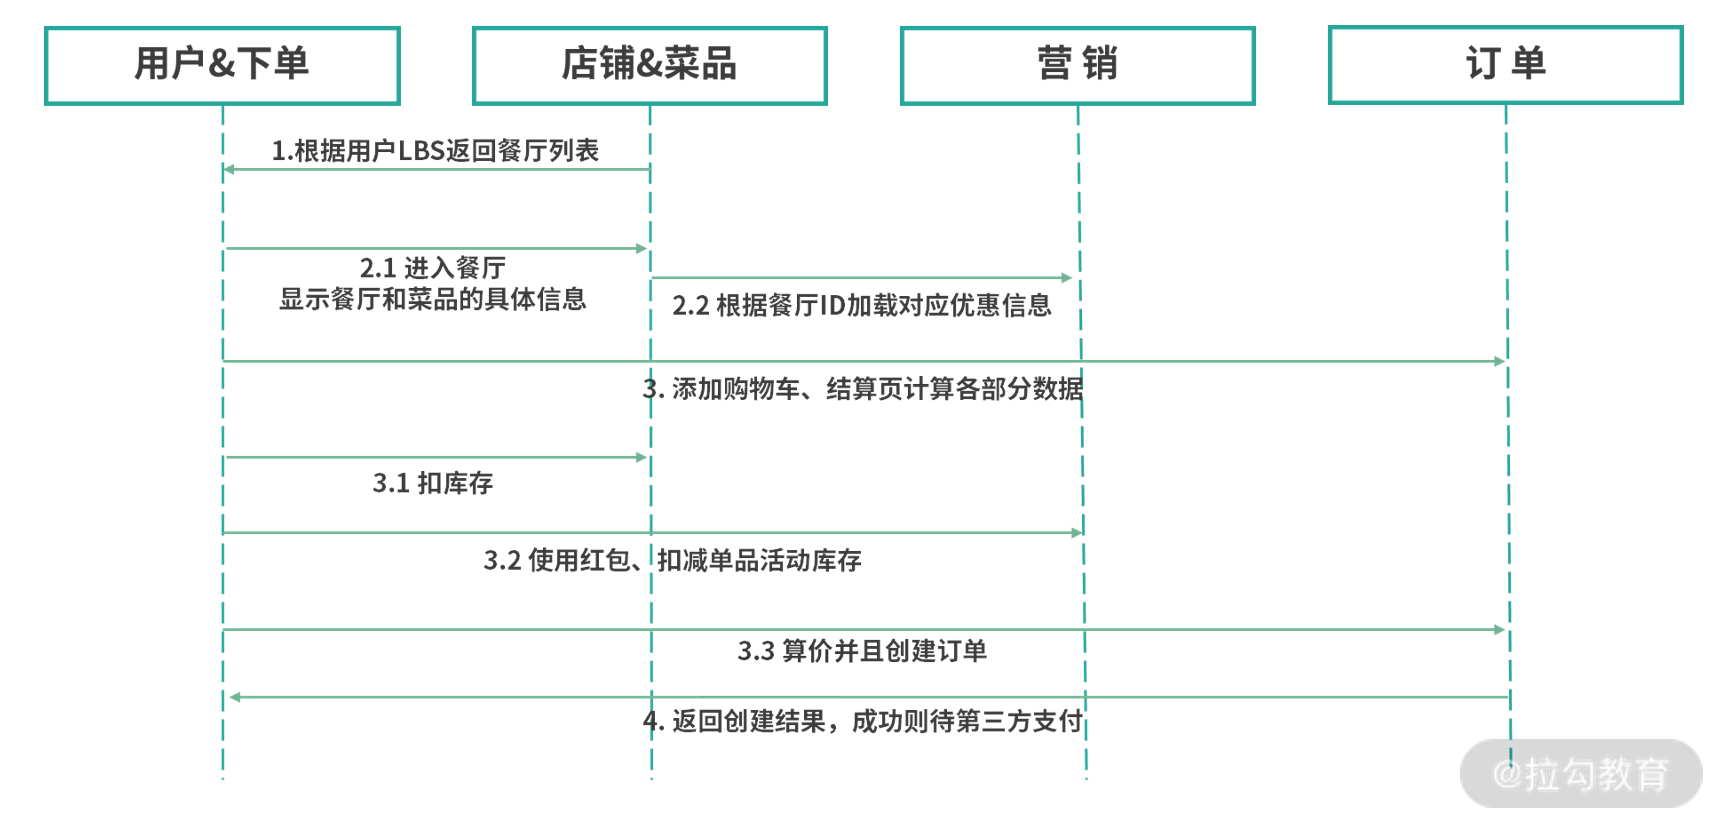 用户&下单
店铺&菜品
营 销
订 单
1.根据用户LBS返回餐厅列表
2.1 进入餐厅
显示餐厅和菜品的具体信息
2.2 根据餐厅ID加载对应优惠信息
3. 添加购物车、结算页计算各部分数据
3.1 扣库存
3.2 使用红包、扣减单品活动库存
3.3 算价并且创建订单
4. 返回创建结果，成功则待第三方支付
@拉勾教育